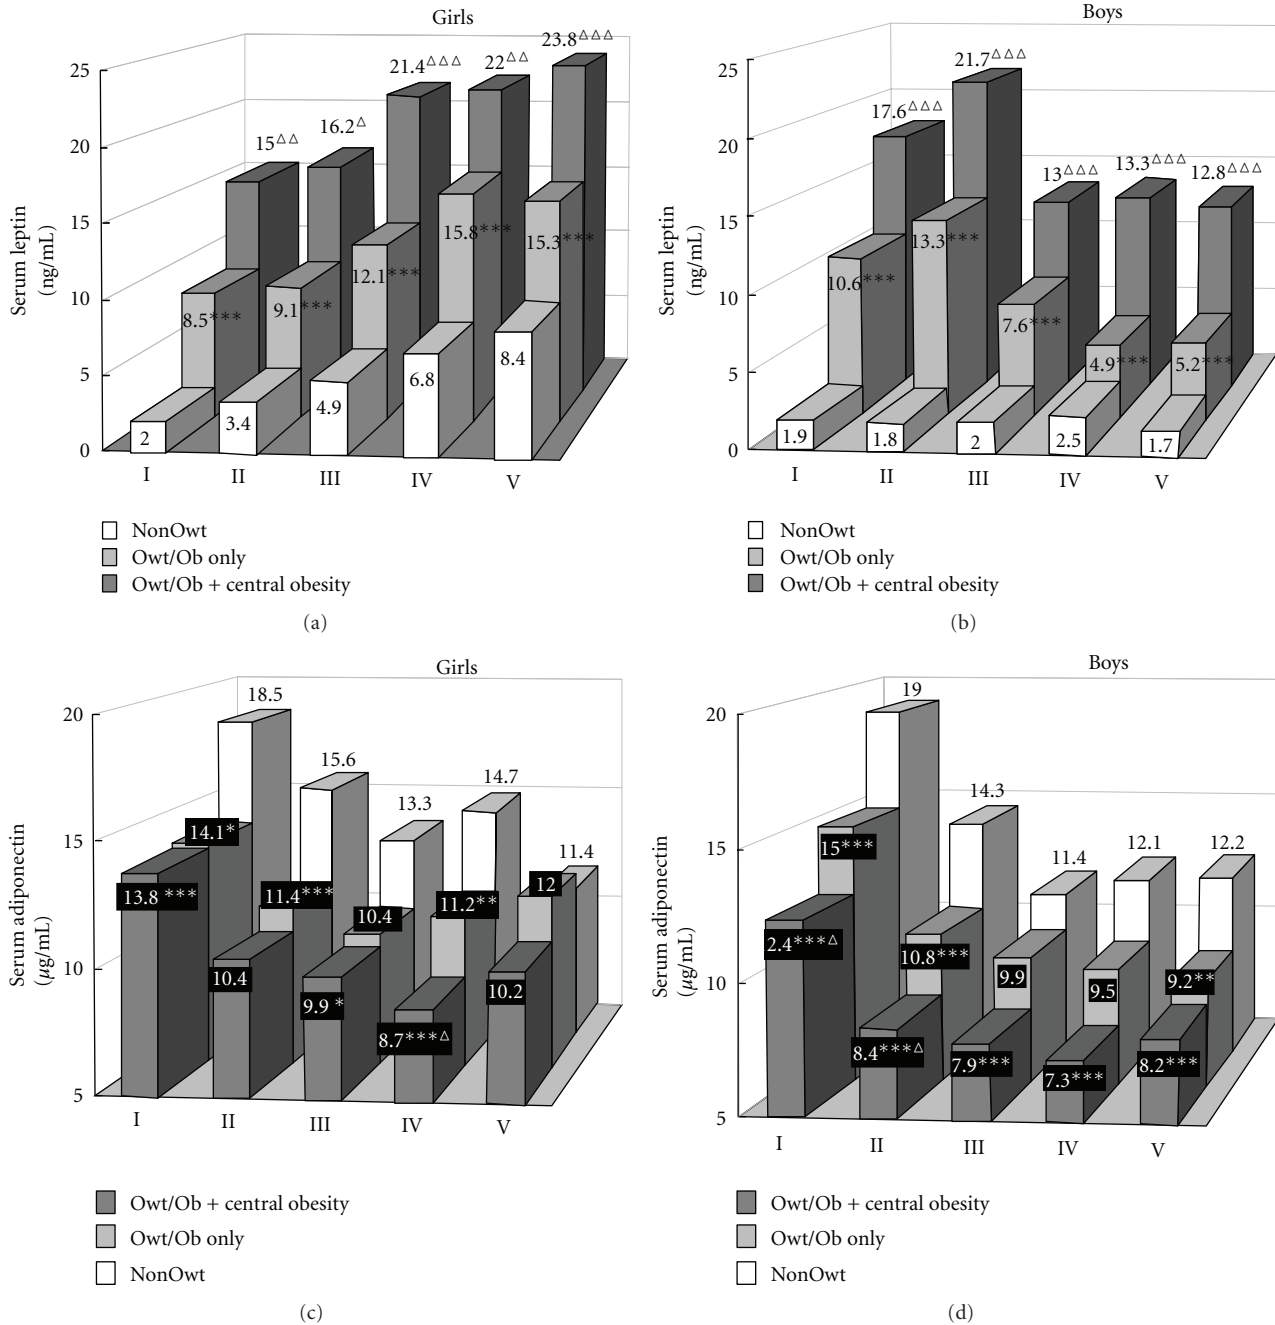 Girls
23.8△△△
22△△
21.4△△△
16.2△
15△△
25
20
15
10
5
0
Serum leptin
(ng/mL)
8.5***
9.1***
12.1***
15.8***
15.3***
2
3.4
4.9
6.8
8.4
I II III IV V
NonOwt
Owt/Ob only
Owt/Ob + central obesity
(a)
Boys
21.7△△△
17.6△△△
13△△△
13.3△△△
12.8△△△
25
20
15
10
5
0
Serum leptin
(ng/mL)
10.6***
13.3***
7.6***
4.9***
5.2***
1.9
1.8
2
2.5
1.7
I II III IV V
NonOwt
Owt/Ob only
Owt/Ob + central obesity
(b)
Girls
18.5
15.6
13.3
14.7
11.4
20
15
10
5
Serum adiponectin
(μg/mL)
14.1*
11.4***
10.4
11.2**
12
13.8 ***
10.4
9.9 *
8.7***△
10.2
I II III IV V
Owt/Ob + central obesity
Owt/Ob only
NonOwt
(c)
Boys
19
14.3
11.4
12.1
12.2
20
15
10
5
Serum adiponectin
(μg/mL)
15***
10.8***
9.9
9.5
9.2**
2.4***△
8.4***△
7.9***
7.3***
8.2***
I II III IV V
Owt/Ob + central obesity
Owt/Ob only
NonOwt
(d)